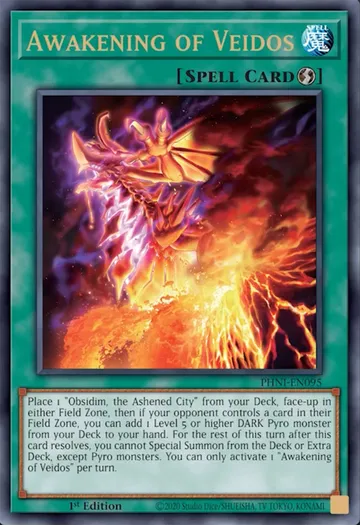 AWAKENING OF VEIDOS
SPELL
魔
[SPELL CARD]
PHNI-EN095
Place 1 "Obsidim, the Ashened City" from your Deck, face-up in
either Field Zone, then if your opponent controls a card in their
Field Zone, you can add 1 Level 5 or higher DARK Pyro monster
from your Deck to your hand. For the rest of this turn after this
card resolves, you cannot Special Summon from the Deck or Extra
Deck, except Pyro monsters. You can only activate 1 "Awakening
of Veidos" per turn.
1st Edition
©2020 Studio Dice/SHUEISHA, TV TOKYO, KONAMI